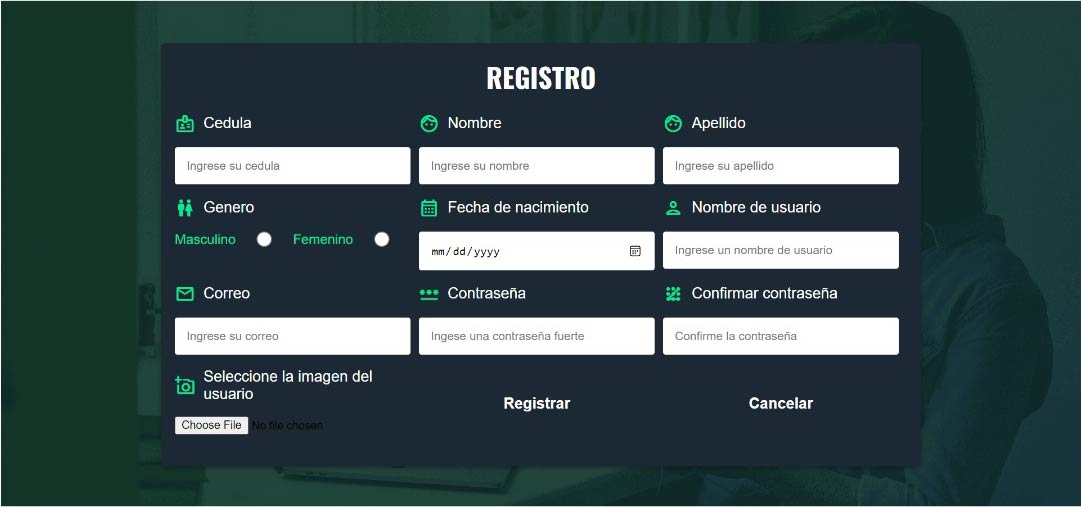 REGISTRO
Cedula
Nombre
Apellido
Ingrese su cedula
Ingrese su nombre
Ingrese su apellido
Genero
Fecha de nacimiento
Nombre de usuario
Masculino
Femenino
mm/dd/yyyy
Ingrese un nombre de usuario
Correo
Contraseña
Confirmar contraseña
Ingrese su correo
Ingese una contraseña fuerte
Confirme la contraseña
Seleccione la imagen del
usuario
Registrar
Cancelar
Choose File No file chosen